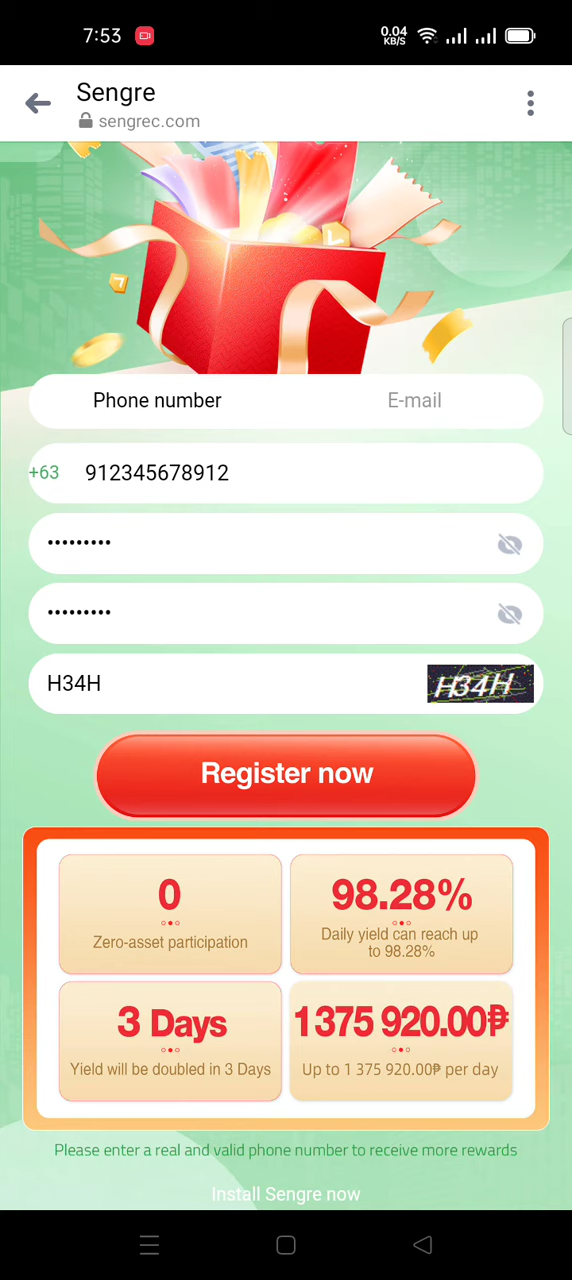 7:53
0.04
KB/S
Sengre
sengrec.com
Phone number
E-mail
+63 912345678912
•••••••••
•••••••••
H34H
H34H
Register now
0
Zero-asset participation
98.28%
Daily yield can reach up
to 98.28%
3 Days
Yield will be doubled in 3 Days
1 375 920.00₱
Up to 1 375 920.00₱ per day
Please enter a real and valid phone number to receive more rewards
Install Sengre now